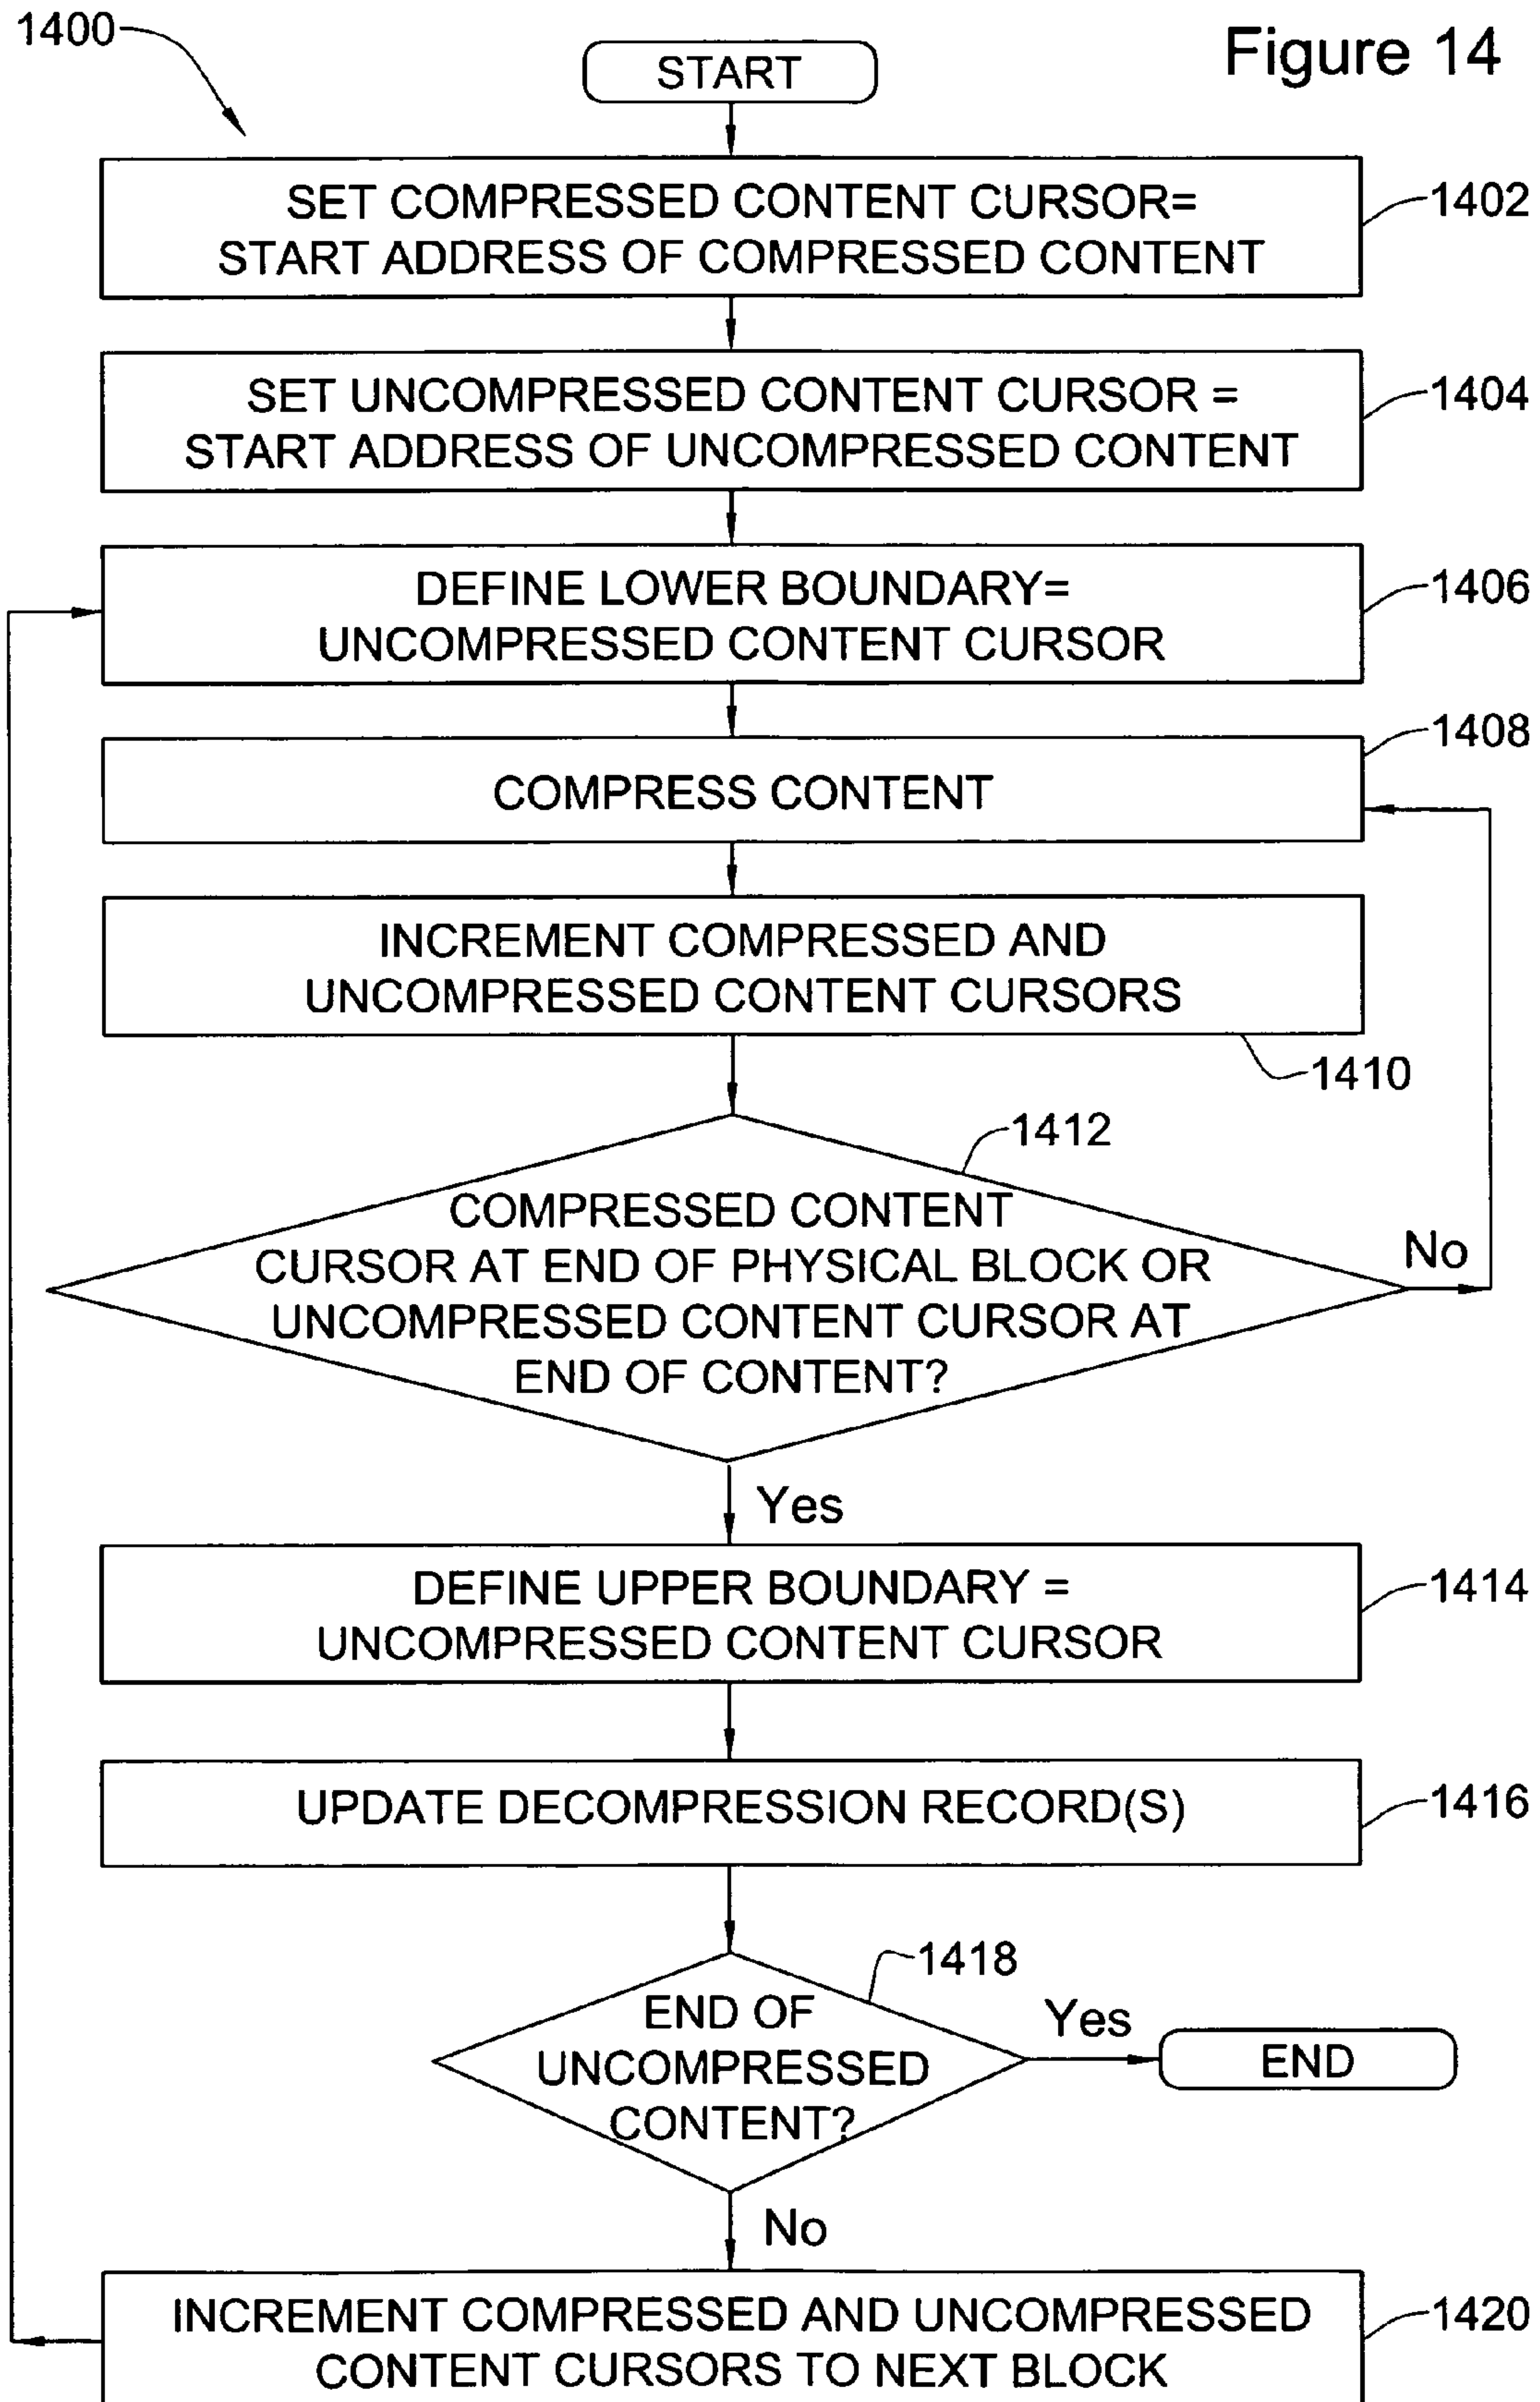 1400
Figure 14
START
SET COMPRESSED CONTENT CURSOR=
START ADDRESS OF COMPRESSED CONTENT
1402
SET UNCOMPRESSED CONTENT CURSOR =
START ADDRESS OF UNCOMPRESSED CONTENT
1404
DEFINE LOWER BOUNDARY=
UNCOMPRESSED CONTENT CURSOR
1406
COMPRESS CONTENT
1408
INCREMENT COMPRESSED AND
UNCOMPRESSED CONTENT CURSORS
1410
1412
COMPRESSED CONTENT
CURSOR AT END OF PHYSICAL BLOCK OR
UNCOMPRESSED CONTENT CURSOR AT
END OF CONTENT?
No
Yes
DEFINE UPPER BOUNDARY =
UNCOMPRESSED CONTENT CURSOR
1414
UPDATE DECOMPRESSION RECORD(S)
1416
1418
END OF
UNCOMPRESSED
CONTENT?
Yes
END
No
INCREMENT COMPRESSED AND UNCOMPRESSED
CONTENT CURSORS TO NEXT BLOCK
1420